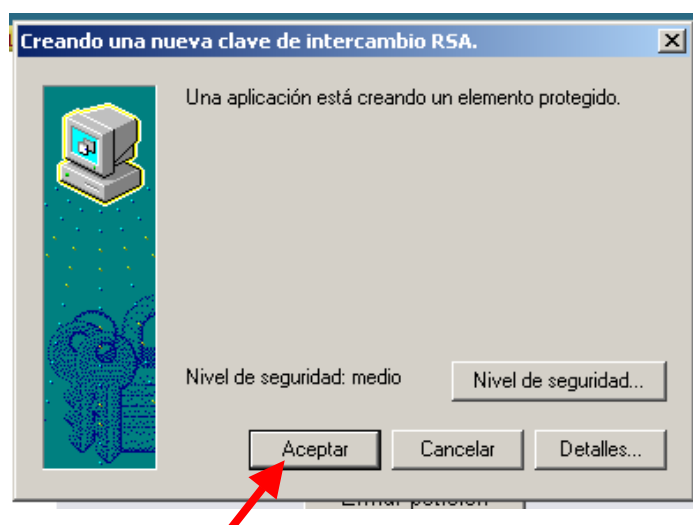 Creando una nueva clave de intercambio RSA.
Una aplicación está creando un elemento protegido.
Nivel de seguridad: medio
Nivel de seguridad...
Aceptar
Cancelar
Detalles...